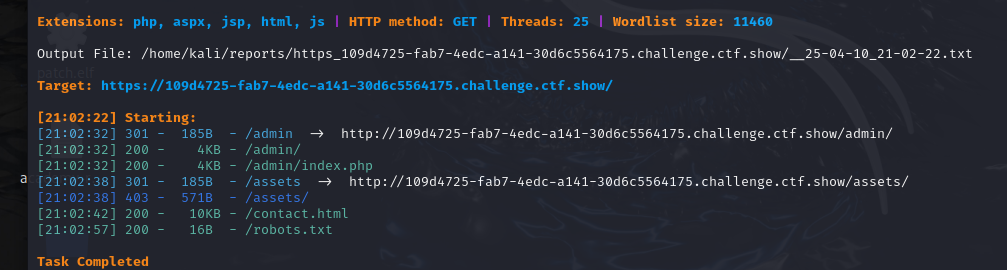 Extensions: php, aspx, jsp, html, js | HTTP method: GET | Threads: 25 | Wordlist size: 11460
Output File: /home/kali/reports/https_109d4725-fab7-4edc-a141-30d6c5564175.challenge.ctf.show/__25-04-10_21-02-22.txt
Target: https://109d4725-fab7-4edc-a141-30d6c5564175.challenge.ctf.show/
[21:02:22] Starting:
[21:02:32] 301 - 185B - /admin -> http://109d4725-fab7-4edc-a141-30d6c5564175.challenge.ctf.show/admin/
[21:02:32] 200 - 4KB - /admin/
[21:02:32] 200 - 4KB - /admin/index.php
[21:02:38] 301 - 185B - /assets -> http://109d4725-fab7-4edc-a141-30d6c5564175.challenge.ctf.show/assets/
[21:02:38] 403 - 571B - /assets/
[21:02:42] 200 - 10KB - /contact.html
[21:02:57] 200 - 16B - /robots.txt
Task Completed